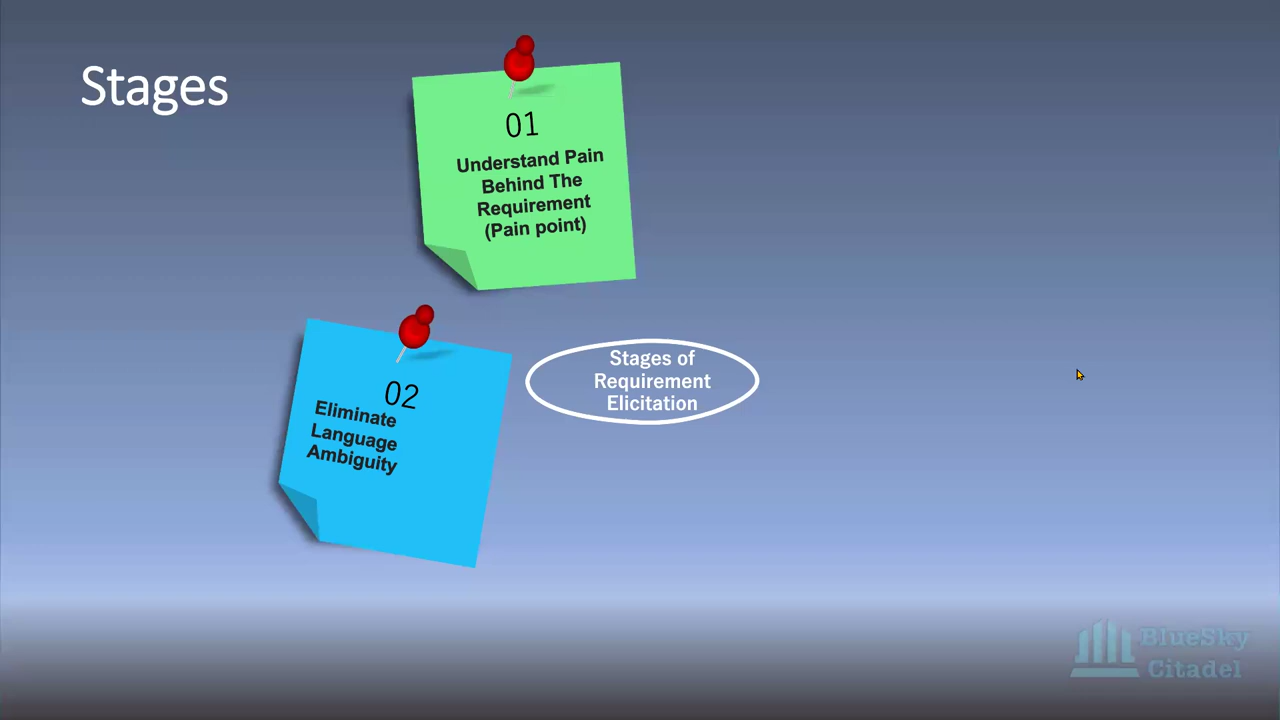 Stages
01
Understand Pain
Behind The
Requirement
(Pain point)
02
Eliminate
Language
Ambiguity
Stages of
Requirement
Elicitation
BlueSky
Citadel